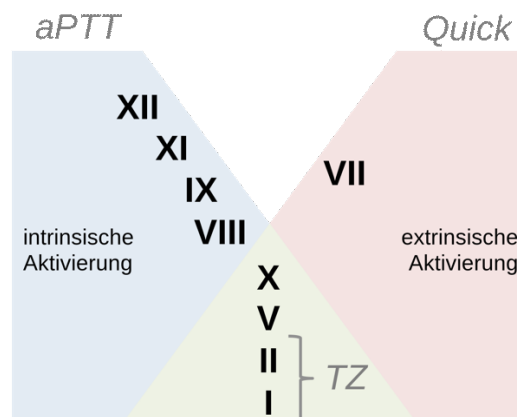 aPTT
Quick
XII
XI
IX
VIII
VII
intrinsische
Aktivierung
extrinsische
Aktivierung
X
V
II
I
TZ